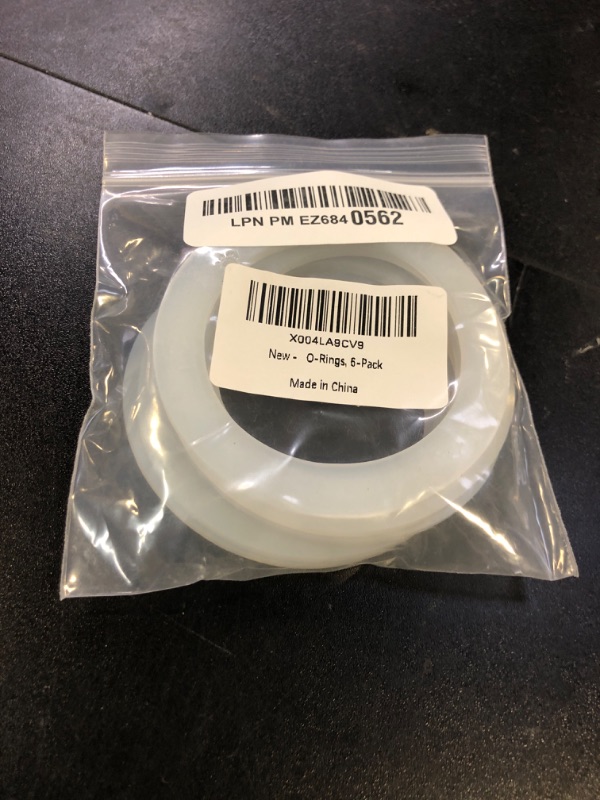 LPN PM EZ684 0562
X004LA9CV9
New - O-Rings, 6-Pack
Made in China